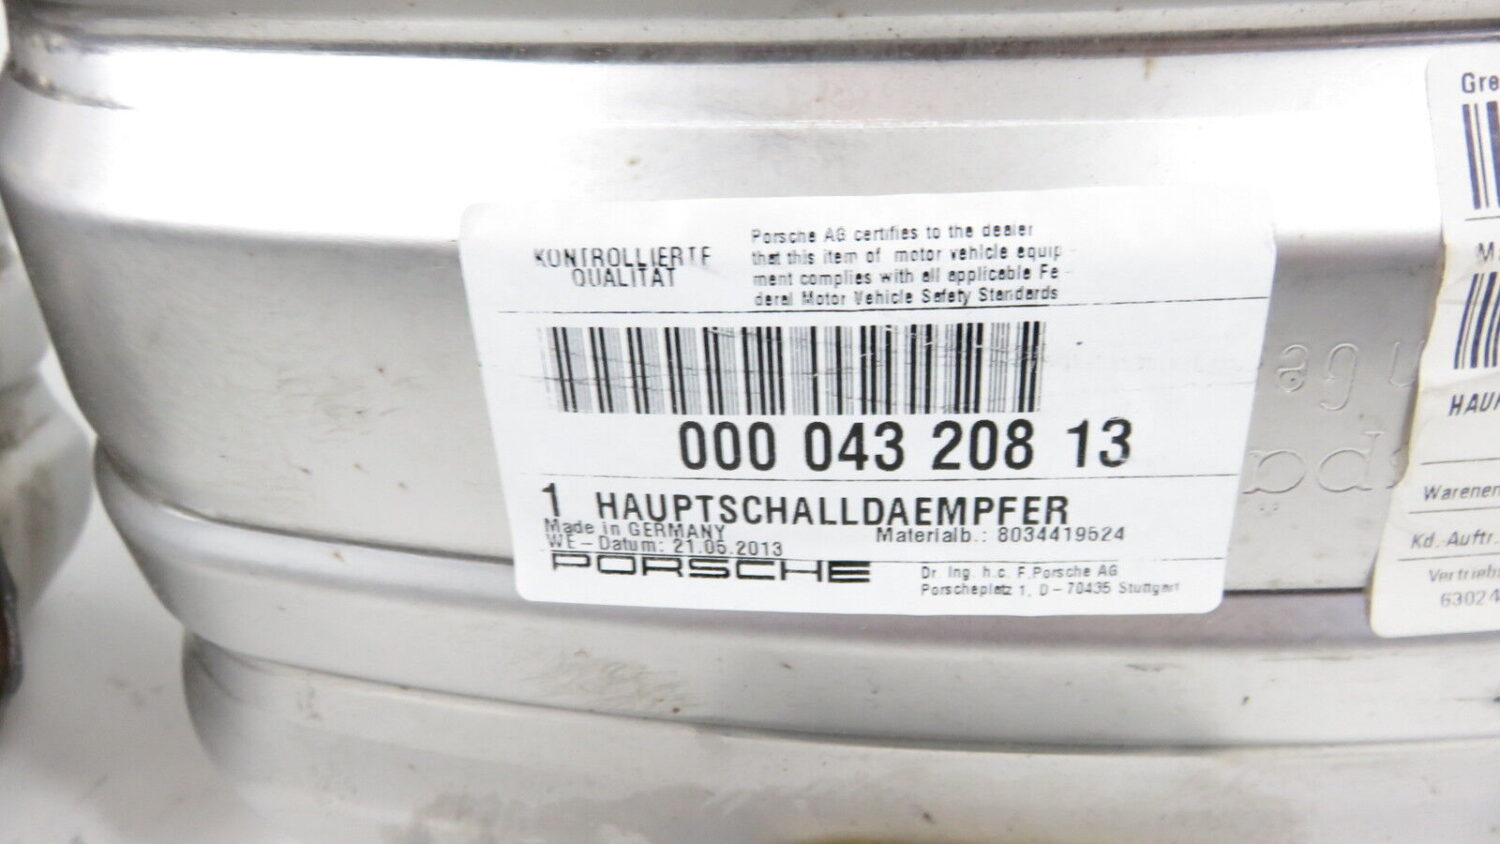 KONTROLLIERTE
QUALITÄT
Porsche AG certifies to the dealer
that this item of motor vehicle equip-
ment complies with all applicable Fe-
deral Motor Vehicle Safety Standards
000 043 208 13
1 HAUPTSCHALLDAEMPFER
Made in GERMANY
Materialb.: 8034419524
WE-Datum: 21.05.2013
PORSCHE
Dr. Ing. h.c. F.Porsche AG
Porscheplatz 1, D-70435 Stuttgart
Gre
HAU
Warenen
Kd.-Auftr.
Vertrieb
63024